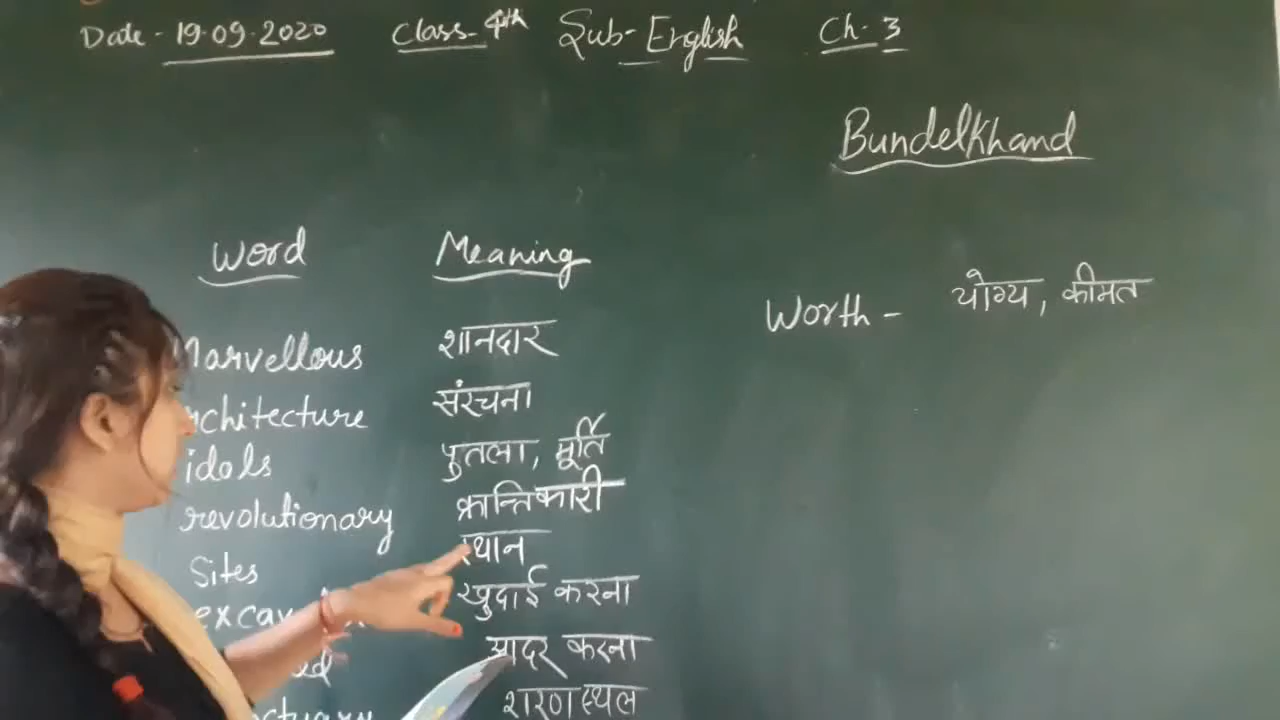 Date - 19.09.2020 Class - 4th Sub - English Ch - 3
Bundelkhand
Word Meaning
Worth - योग्य, कीमत
Marvellous शानदार
architecture संरचना
idols पुतला, मूर्ति
revolutionary क्रान्तिकारी
Sites स्थान
खुदाई करना
आदर करना
शरणस्थल